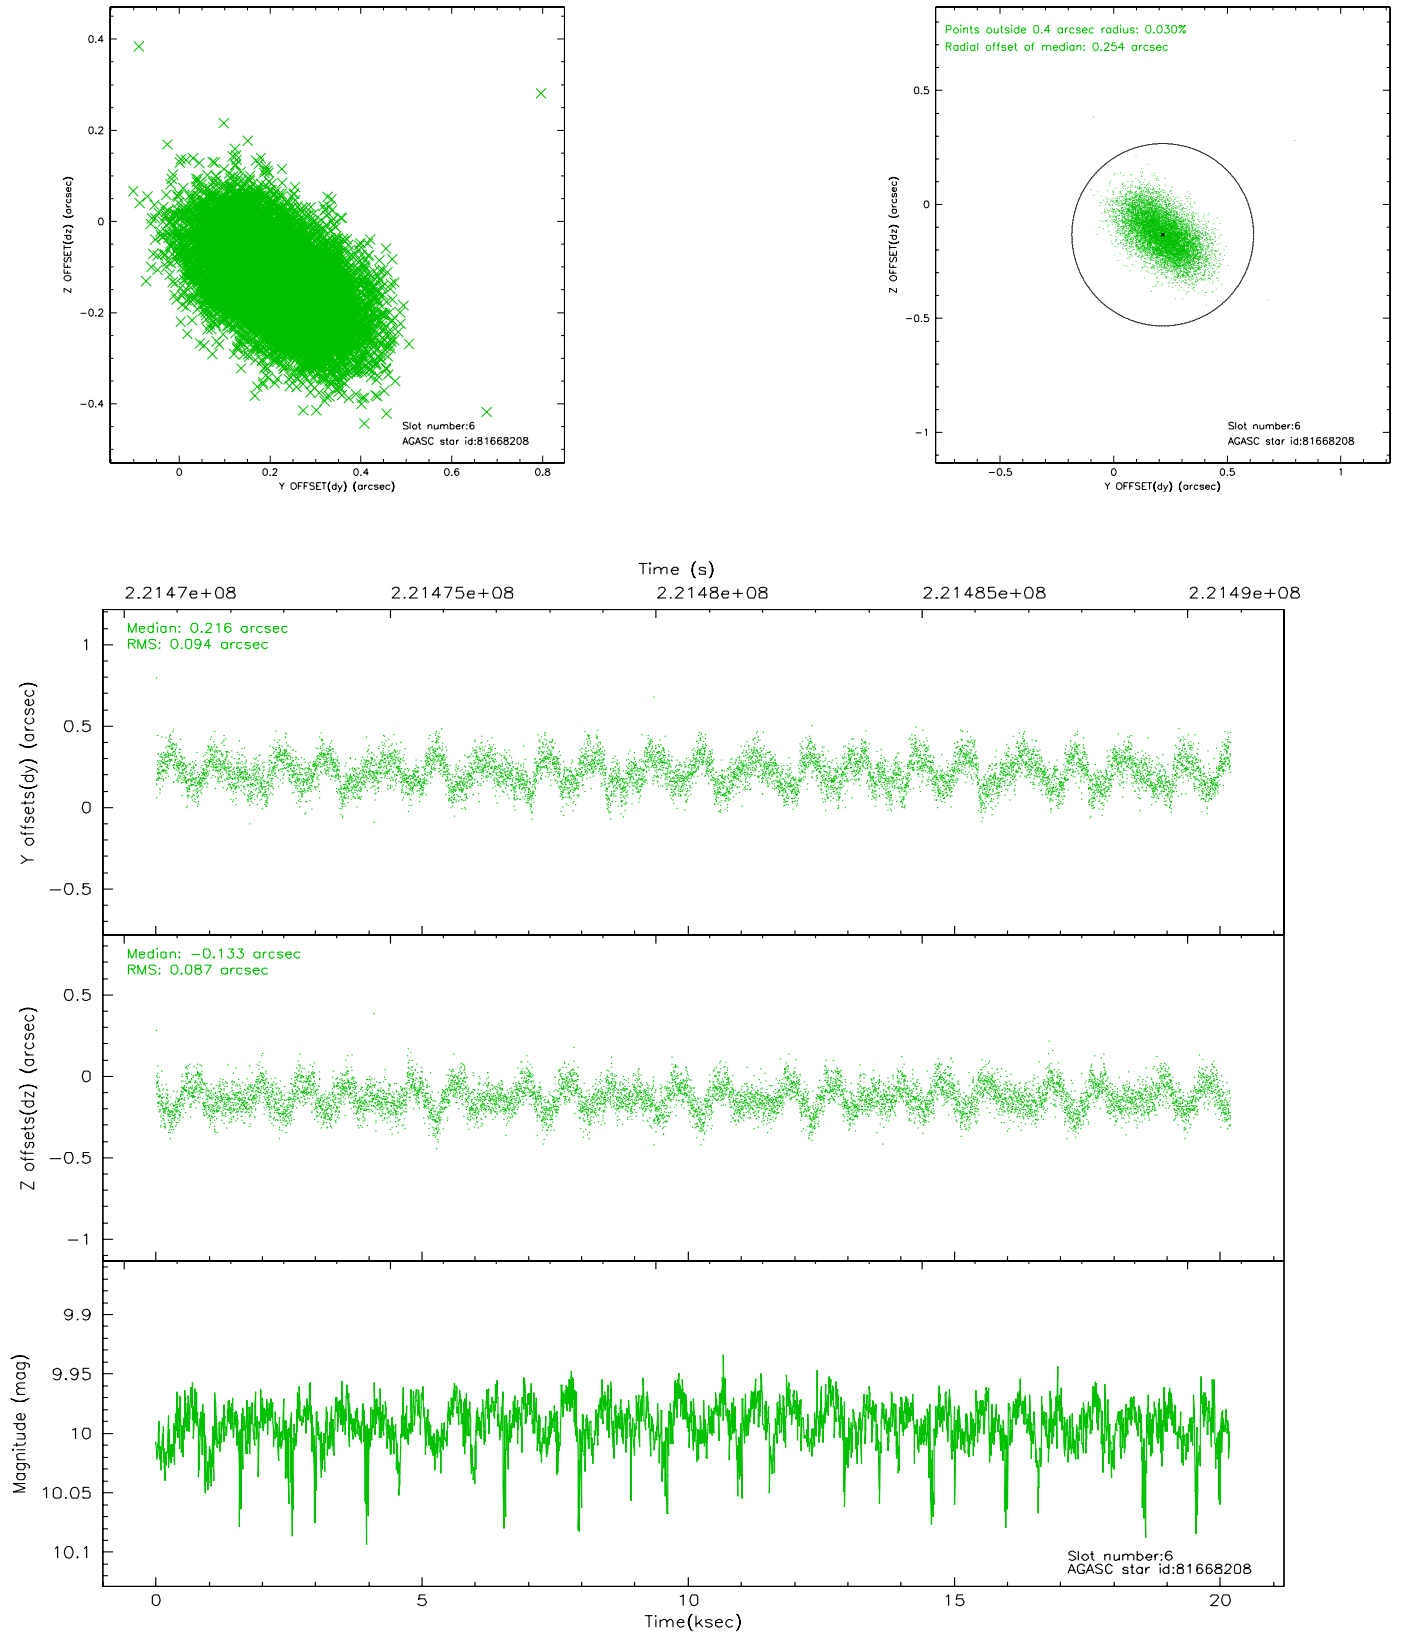 0.4
0.2
0
−0.2
−0.4
Z OFFSET(dz) (arcsec)
Slot number:6
AGASC star id:81668208
0 0.2 0.4 0.6 0.8
Y OFFSET(dy) (arcsec)
Points outside 0.4 arcsec radius: 0.030%
Radial offset of median: 0.254 arcsec
0.5
0
−0.5
−1
Z OFFSET(dz) (arcsec)
Slot number:6
AGASC star id:81668208
−0.5 0 0.5 1
Y OFFSET(dy) (arcsec)
Time (s)
2.2147e+08 2.21475e+08 2.2148e+08 2.21485e+08 2.2149e+08
Median: 0.216 arcsec
RMS: 0.094 arcsec
1
0.5
0
−0.5
Y offsets(dy) (arcsec)
Median: −0.133 arcsec
RMS: 0.087 arcsec
0.5
0
−0.5
−1
Z offsets(dz) (arcsec)
9.9
9.95
10
10.05
10.1
Magnitude (mag)
Slot number:6
AGASC star id:81668208
0 5 10 15 20
Time(ksec)